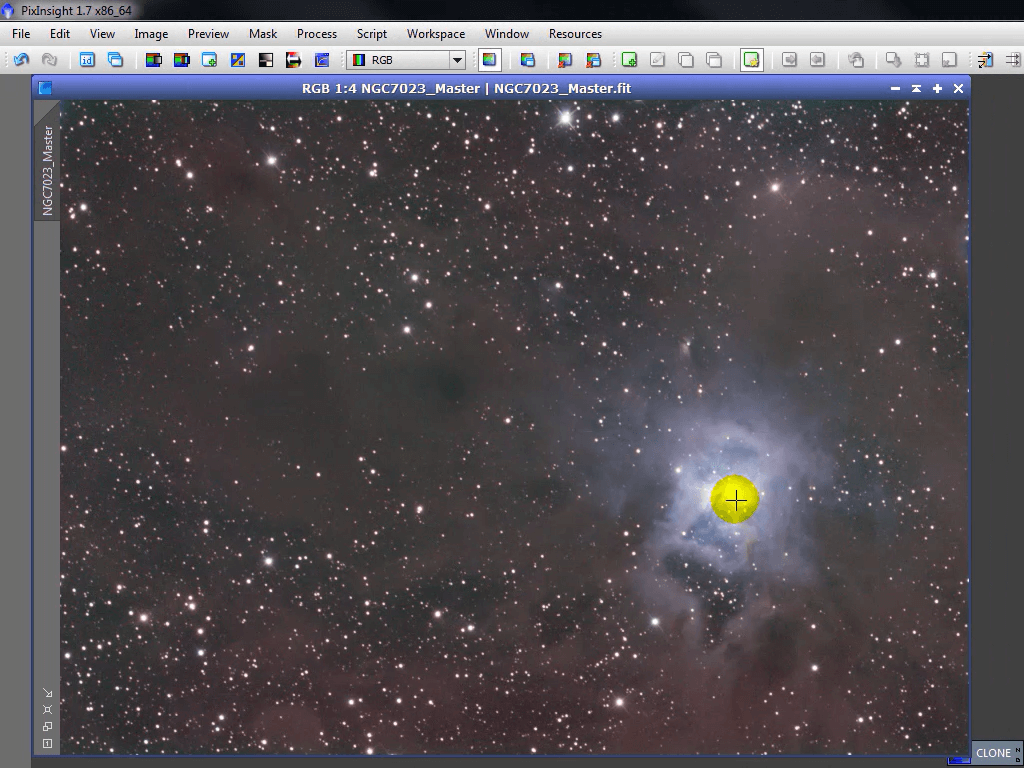 PixInsight 1.7 x86_64
File Edit View Image Preview Mask Process Script Workspace Window Resources
id RGB
RGB 1:4 NGC7023_Master | NGC7023_Master.fit
NGC7023_Master
CLONE